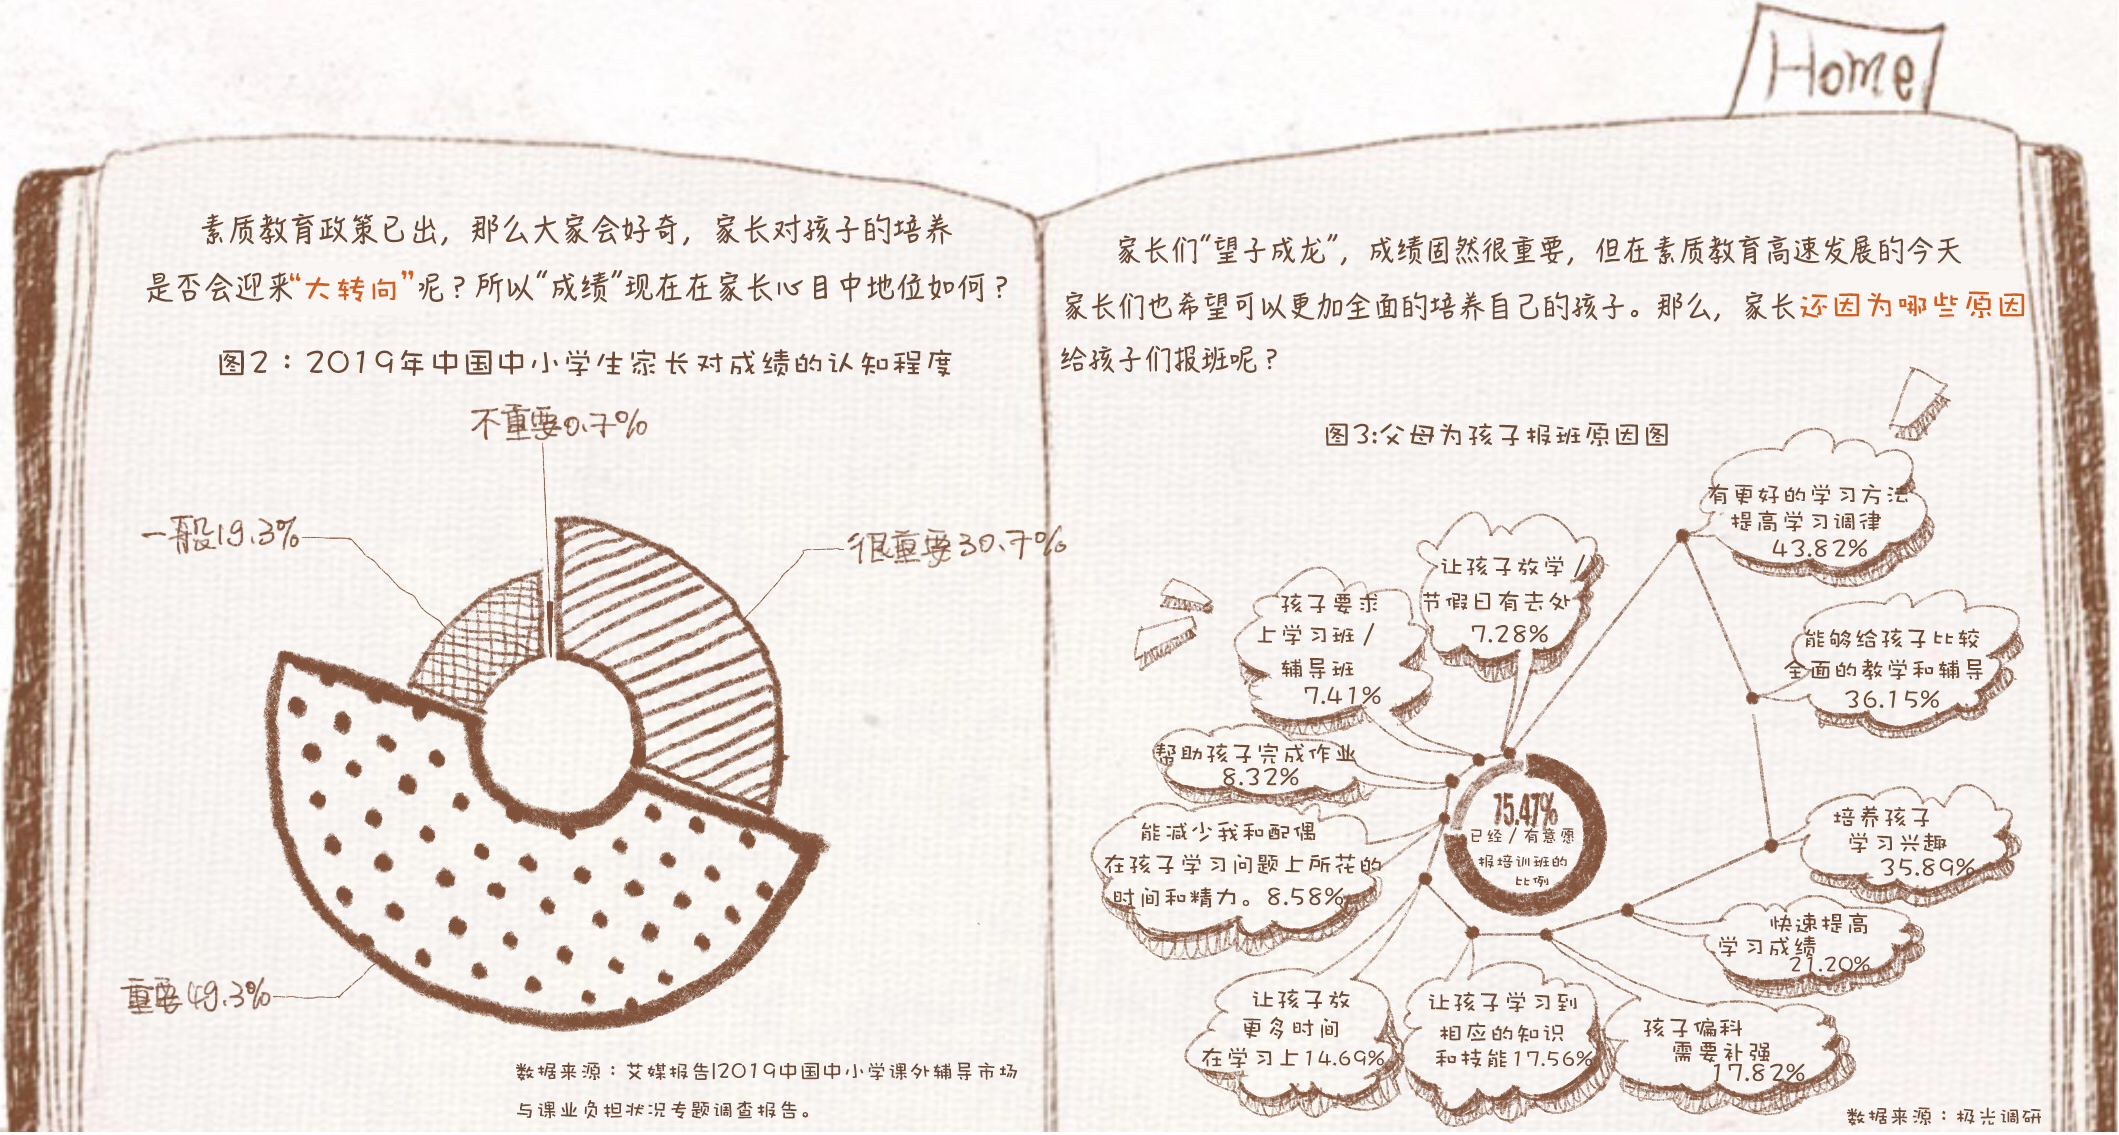 Home
素质教育政策已出，那么大家会好奇，家长对孩子的培养
是否会迎来“大转向”呢？所以“成绩”现在在家长心目中地位如何？
图2：2019年中国中小学生家长对成绩的认知程度
不重要0.7%
一般19.3%
很重要30.7%
重要49.3%
数据来源：艾媒报告|2019中国中小学课外辅导市场
与课业负担状况专题调查报告。
家长们“望子成龙”，成绩固然很重要，但在素质教育高速发展的今天
家长们也希望可以更加全面的培养自己的孩子。那么，家长还因为哪些原因
给孩子们报班呢？
图3:父母为孩子报班原因图
有更好的学习方法
提高学习调律
43.82%
能够给孩子比较
全面的教学和辅导
36.15%
培养孩子
学习兴趣
35.89%
快速提高
学习成绩
21.20%
孩子偏科
需要补强
17.82%
让孩子学习到
相应的知识
和技能17.56%
让孩子放
更多时间
在学习上14.69%
能减少我和配偶
在孩子学习问题上所花的
时间和精力。8.58%
帮助孩子完成作业
8.32%
孩子要求
上学习班/
辅导班
7.41%
让孩子放学/
节假日有去处
7.28%
75.47%
已经/有意愿
报培训班的
比例
数据来源：极光调研